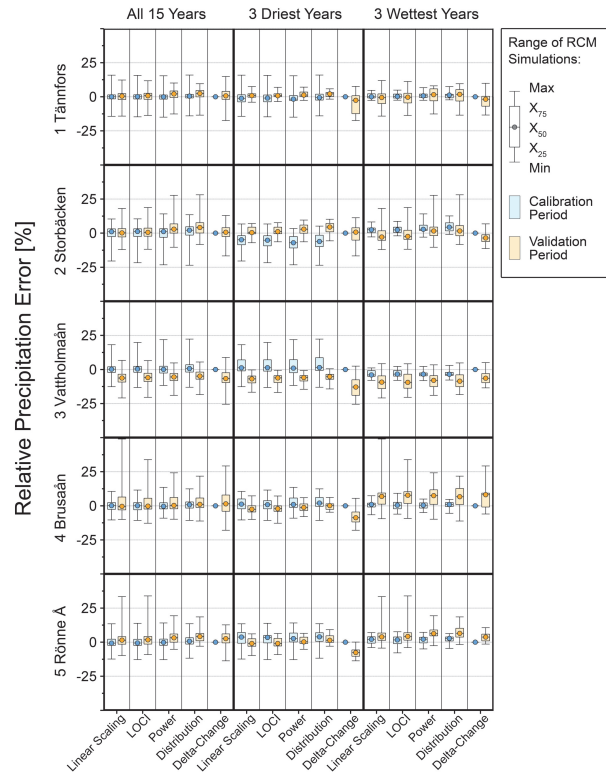 All 15 Years 3 Driest Years 3 Wettest Years
Relative Precipitation Error [%]
1 Tännfors
25
0
-25
2 Storbäcken
25
0
-25
3 Vattholmaån
25
0
-25
4 Brusaån
25
0
-25
5 Rönne Å
25
0
-25
Linear Scaling LOCI Power Distribution Delta-Change Linear Scaling LOCI Power Distribution Delta-Change Linear Scaling LOCI Power Distribution Delta-Change
Range of RCM
Simulations:
Max
X75
X50
X25
Min
Calibration
Period
Validation
Period